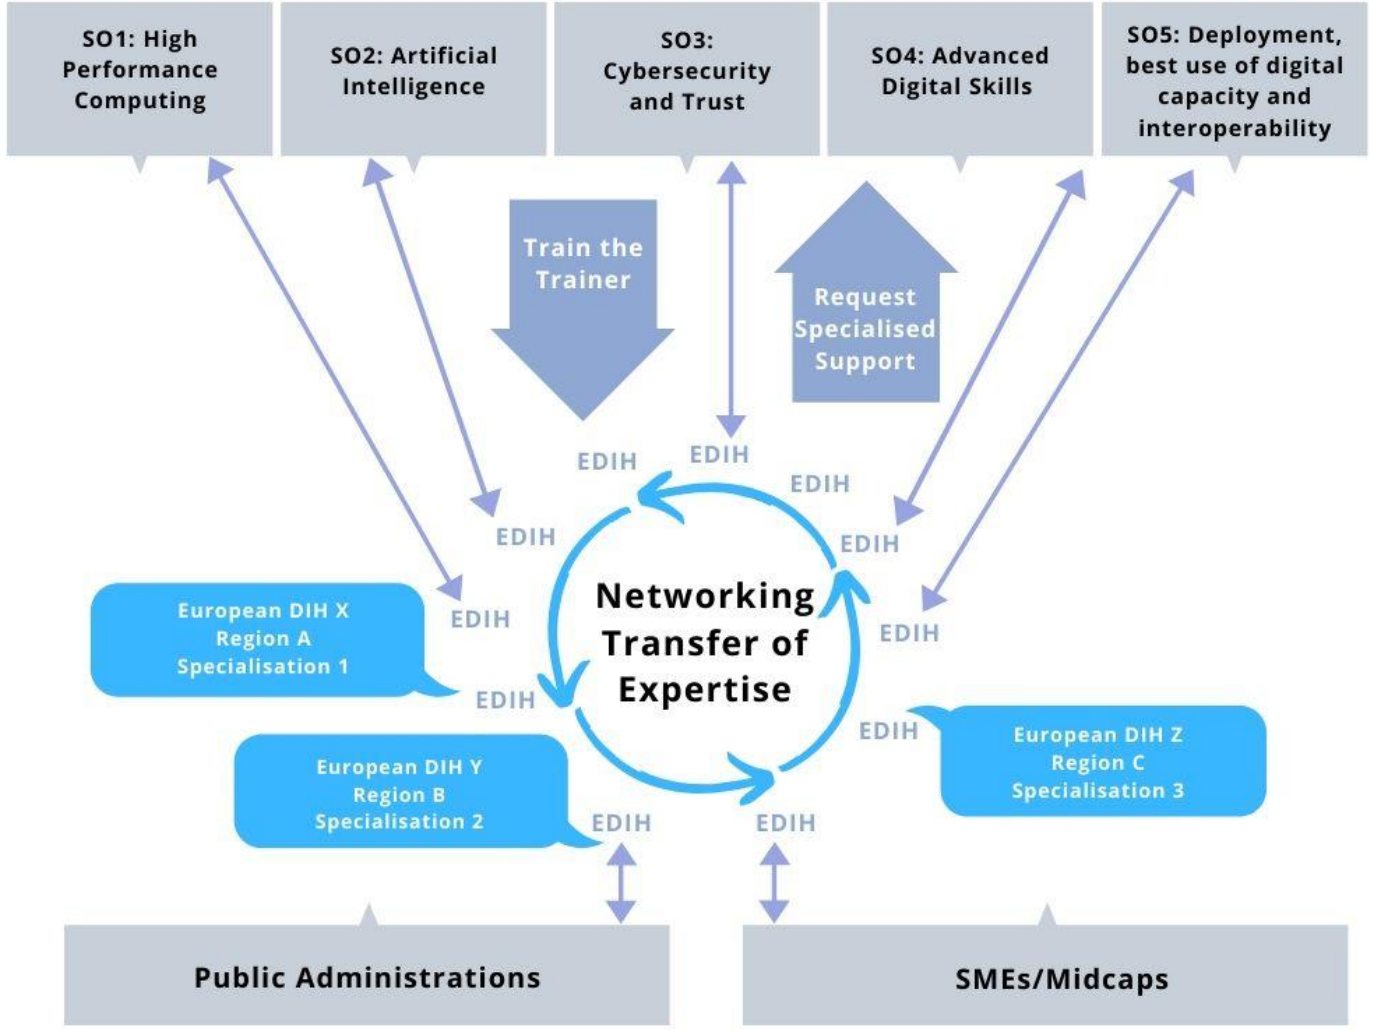 SO1: High
Performance
Computing
SO2: Artificial
Intelligence
SO3:
Cybersecurity
and Trust
SO4: Advanced
Digital Skills
SO5: Deployment,
best use of digital
capacity and
interoperability
Train the
Trainer
Request
Specialised
Support
EDIH
EDIH
EDIH
EDIH
EDIH
EDIH
EDIH
EDIH
EDIH
EDIH
EDIH
Networking
Transfer of
Expertise
European DIH X
Region A
Specialisation 1
European DIH Y
Region B
Specialisation 2
European DIH Z
Region C
Specialisation 3
Public Administrations
SMEs/Midcaps